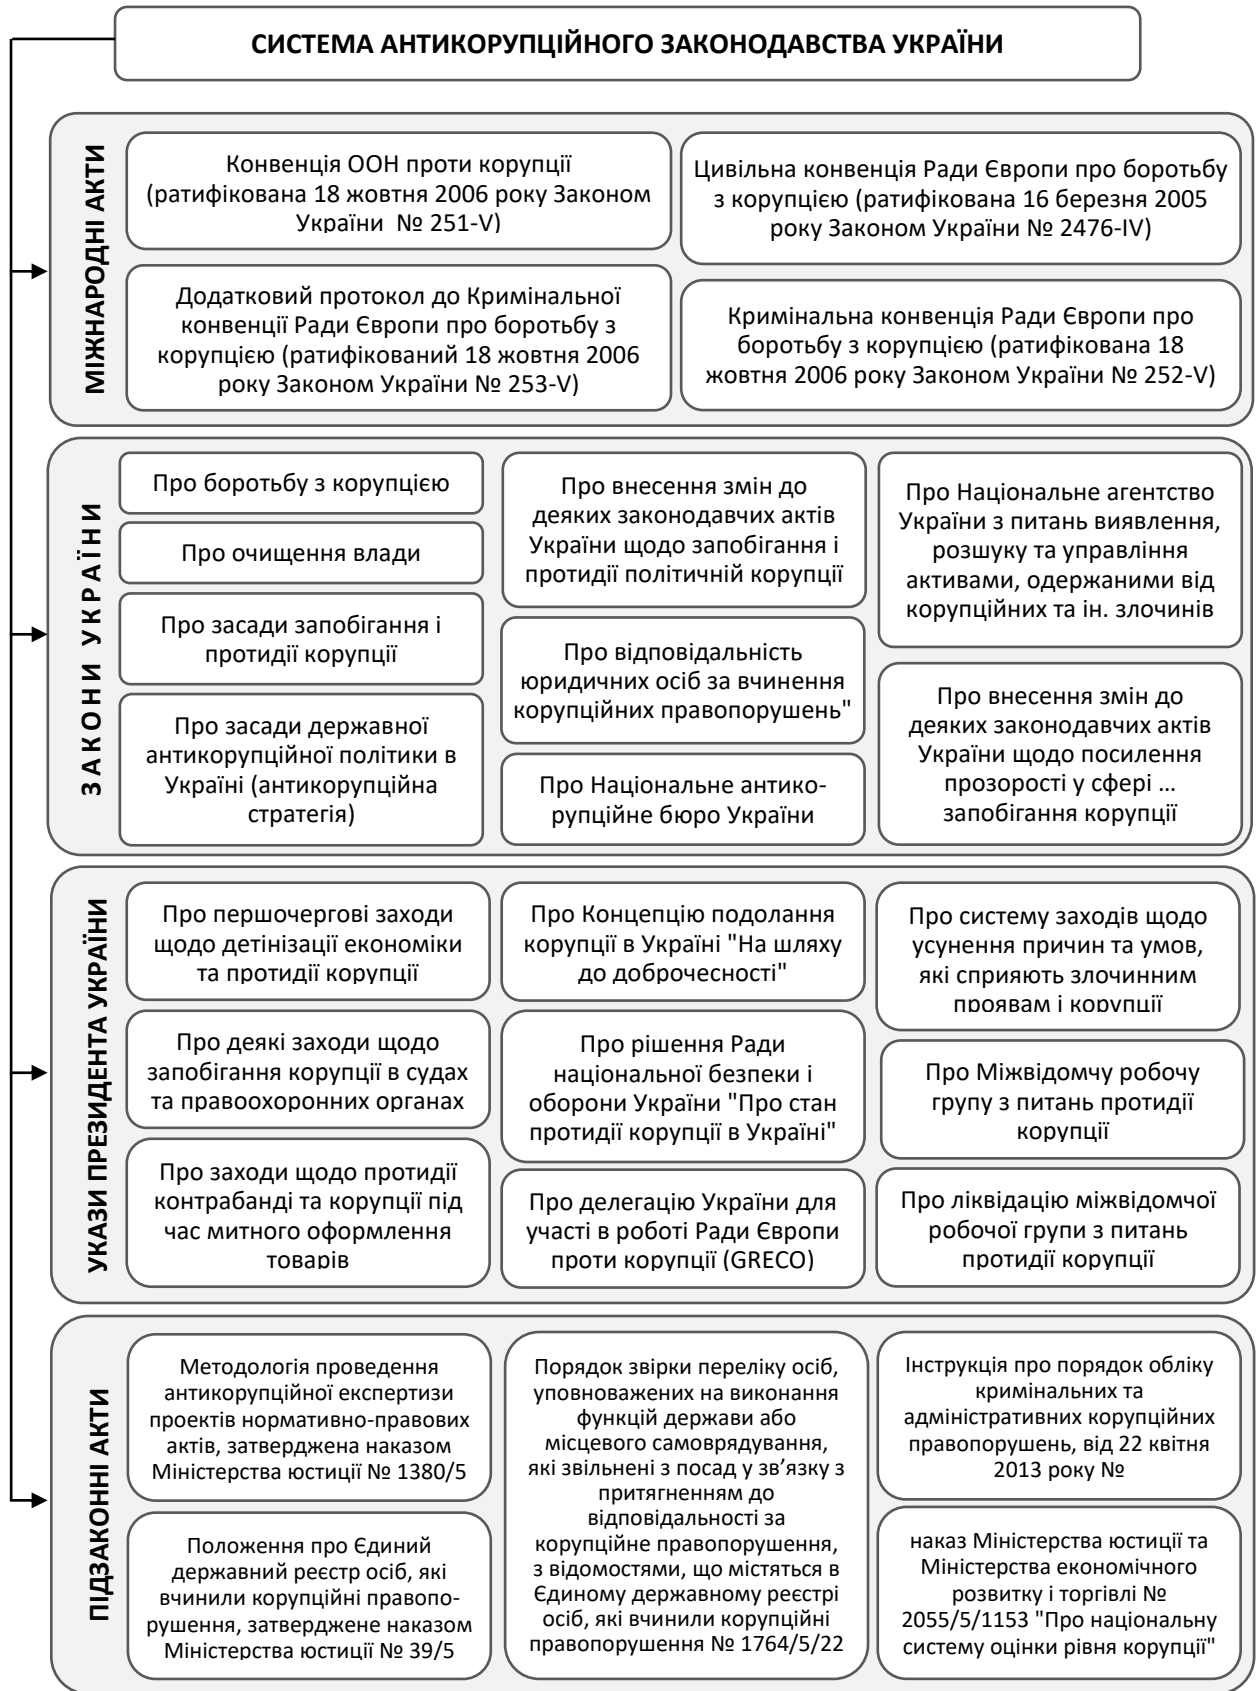 СИСТЕМА АНТИКОРУПЦІЙНОГО ЗАКОНОДАВСТВА УКРАЇНИ
МІЖНАРОДНІ АКТИ
Конвенція ООН проти корупції
(ратифікована 18 жовтня 2006 року Законом
України № 251-V)
Цивільна конвенція Ради Європи про боротьбу
з корупцією (ратифікована 16 березня 2005
року Законом України № 2476-IV)
Додатковий протокол до Кримінальної
конвенції Ради Європи про боротьбу з
корупцією (ратифікований 18 жовтня 2006
року Законом України № 253-V)
Кримінальна конвенція Ради Європи про
боротьбу з корупцією (ратифікована 18
жовтня 2006 року Законом України № 252-V)
ЗАКОНИ УКРАЇНИ
Про боротьбу з корупцією
Про очищення влади
Про засади запобігання і
протидії корупції
Про засади державної
антикорупційної політики в
Україні (антикорупційна
стратегія)
Про внесення змін до
деяких законодавчих актів
України щодо запобігання і
протидії політичній корупції
Про відповідальність
юридичних осіб за вчинення
корупційних правопорушень"
Про Національне антико-
рупційне бюро України
Про Національне агентство
України з питань виявлення,
розшуку та управління
активами, одержаними від
корупційних та ін. злочинів
Про внесення змін до
деяких законодавчих актів
України щодо посилення
прозорості у сфері ...
запобігання корупції
УКАЗИ ПРЕЗИДЕНТА УКРАЇНИ
Про першочергові заходи
щодо детінізації економіки
та протидії корупції
Про деякі заходи щодо
запобігання корупції в судах
та правоохоронних органах
Про заходи щодо протидії
контрабанді та корупції під
час митного оформлення
товарів
Про Концепцію подолання
корупції в Україні "На шляху
до доброчесності"
Про рішення Ради
національної безпеки і
оборони України "Про стан
протидії корупції в Україні"
Про делегацію України для
участі в роботі Ради Європи
проти корупції (GRECO)
Про систему заходів щодо
усунення причин та умов,
які сприяють злочинним
проявам і корупції
Про Міжвідомчу робочу
групу з питань протидії
корупції
Про ліквідацію міжвідомчої
робочої групи з питань
протидії корупції
ПІДЗАКОННІ АКТИ
Методологія проведення
антикорупційної експертизи
проектів нормативно-правових
актів, затверджена наказом
Міністерства юстиції № 1380/5
Положення про Єдиний
державний реєстр осіб, які
вчинили корупційні правопо-
рушення, затверджене наказом
Міністерства юстиції № 39/5
Порядок звірки переліку осіб,
уповноважених на виконання
функцій держави або
місцевого самоврядування,
які звільнені з посад у зв’язку з
притягненням до
відповідальності за
корупційне правопорушення,
з відомостями, що містяться в
Єдиному державному реєстрі
осіб, які вчинили корупційні
правопорушення № 1764/5/22
Інструкція про порядок обліку
кримінальних та
адміністративних корупційних
правопорушень, від 22 квітня
2013 року №
наказ Міністерства юстиції та
Міністерства економічного
розвитку і торгівлі №
2055/5/1153 "Про національну
систему оцінки рівня корупції"